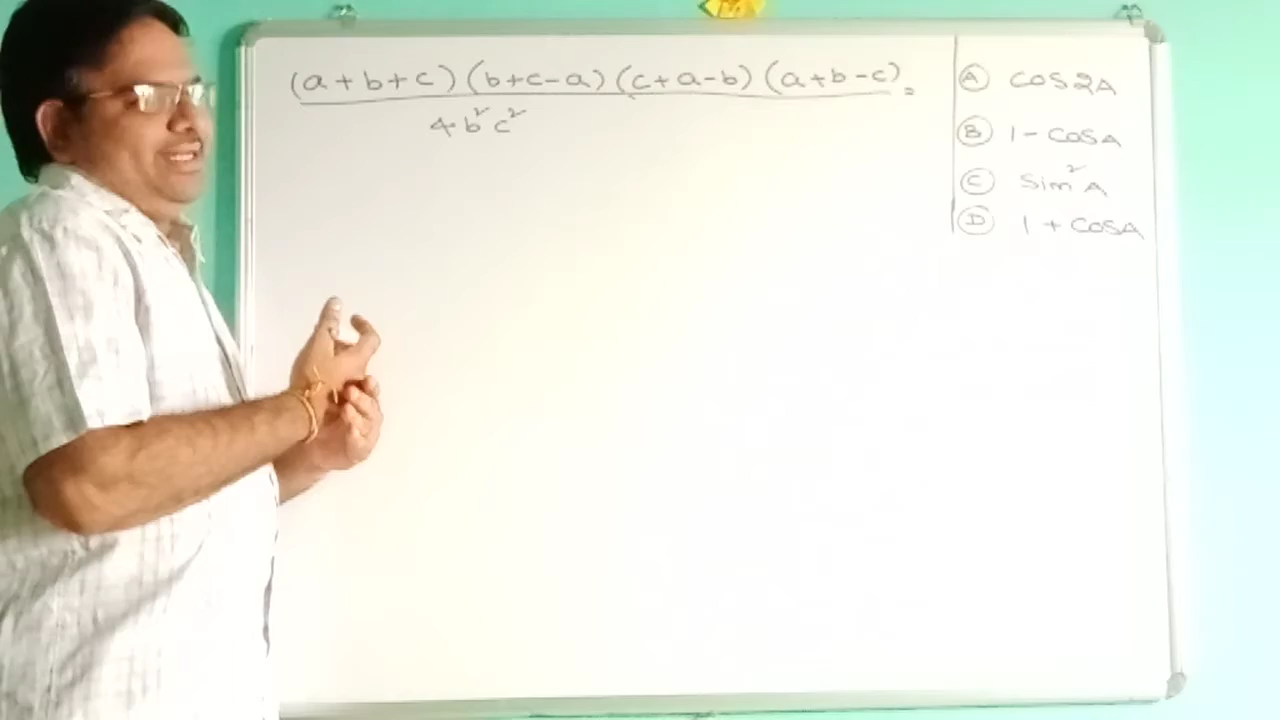 (a+b+c)(b+c-a)(c+a-b)(a+b-c) =
4b²c²
(A) cos2A
(B) 1-cosA
(C) sin²A
(D) 1+cosA